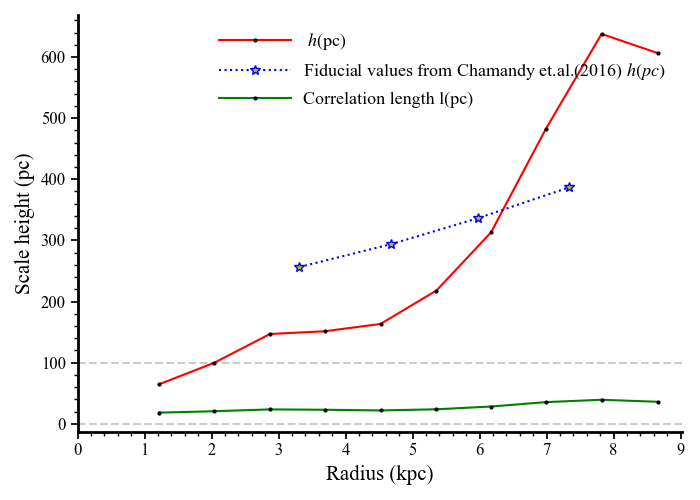 h(pc)
Fiducial values from Chamandy et.al.(2016) h(pc)
Correlation length l(pc)
Scale height (pc)
600
500
400
300
200
100
0
0 1 2 3 4 5 6 7 8 9
Radius (kpc)